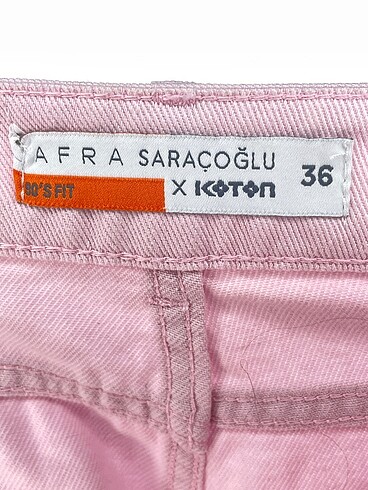 AFRA SARAÇOĞLU
X KOTON 36
80'S FIT